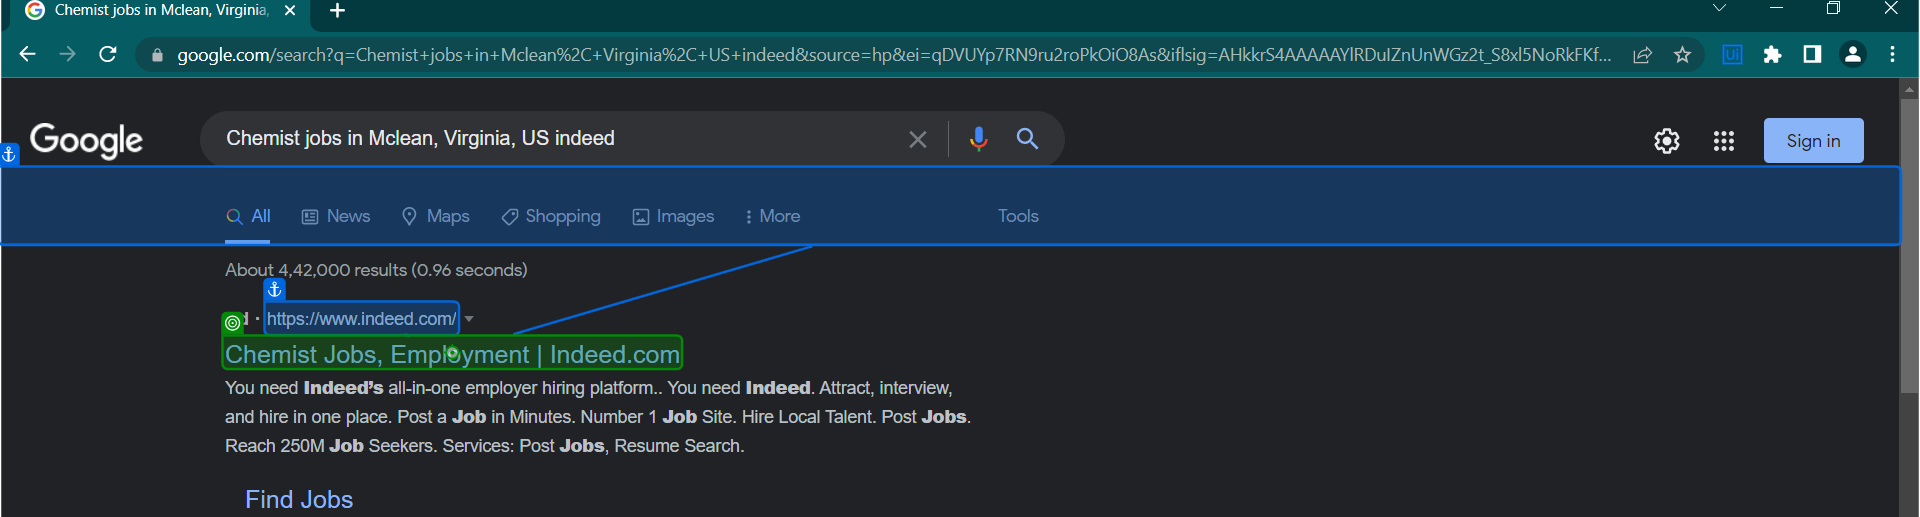 Chemist jobs in Mclean, Virginia,
google.com/search?q=Chemist+jobs+in+Mclean%2C+Virginia%2C+US+indeed&source=hp&ei=qDVUYp7RN9ru2roPkOiO8As&iflsig=AHkkrS4AAAAAYlRDuIZnUnWGz2t_S8xl5NoRkFKf...
Ui
Google
Chemist jobs in Mclean, Virginia, US indeed
Sign in
All News Maps Shopping Images More Tools
About 4,42,000 results (0.96 seconds)
d · https://www.indeed.com/
Chemist Jobs, Employment | Indeed.com
You need Indeed's all-in-one employer hiring platform.. You need Indeed. Attract, interview,
and hire in one place. Post a Job in Minutes. Number 1 Job Site. Hire Local Talent. Post Jobs.
Reach 250M Job Seekers. Services: Post Jobs, Resume Search.
Find Jobs